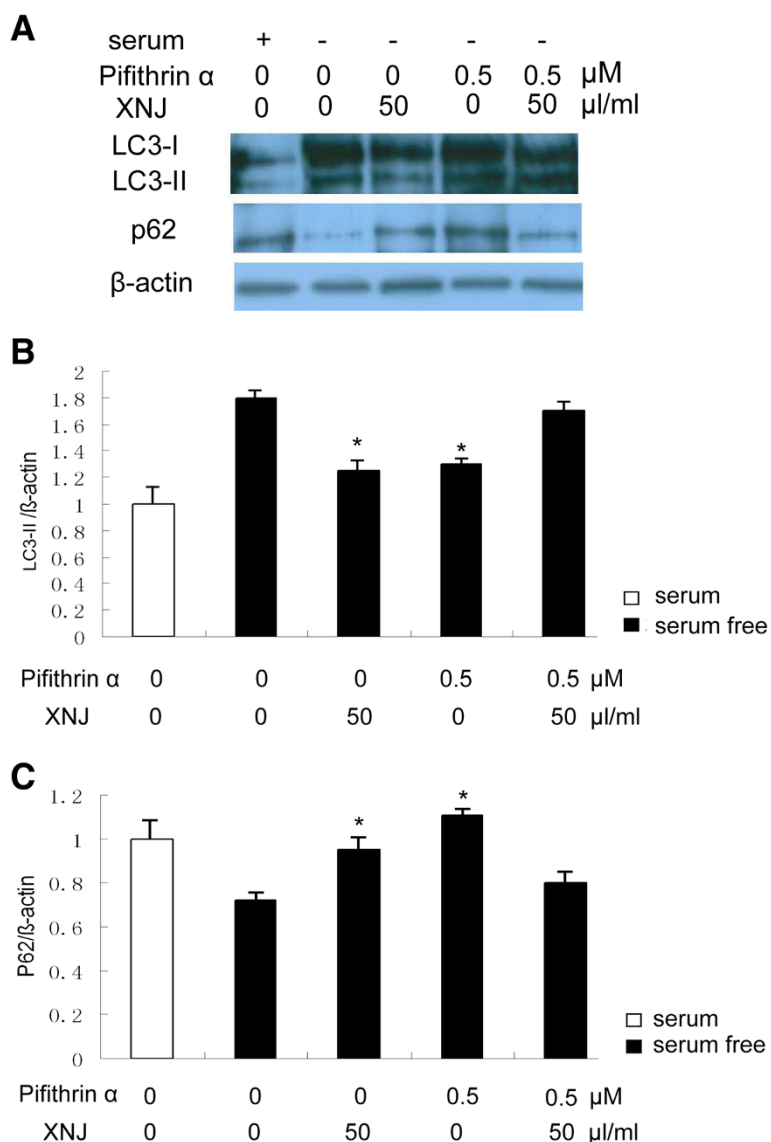 A
serum + - - - -
Pifithrin α 0 0 0 0.5 0.5 µM
XNJ 0 0 50 0 50 µl/ml
LC3-I
LC3-II
p62
β-actin
B
2
1.8
1.6
1.4
1.2
1
0.8
0.6
0.4
0.2
0
LC3-II/ß-actin
* *
serum
serum free
Pifithrin α 0 0 0 0.5 0.5 µM
XNJ 0 0 50 0 50 µl/ml
C
1.2
1
0.8
0.6
0.4
0.2
0
P62/ß-actin
* *
serum
serum free
Pifithrin α 0 0 0 0.5 0.5 µM
XNJ 0 0 50 0 50 µl/ml